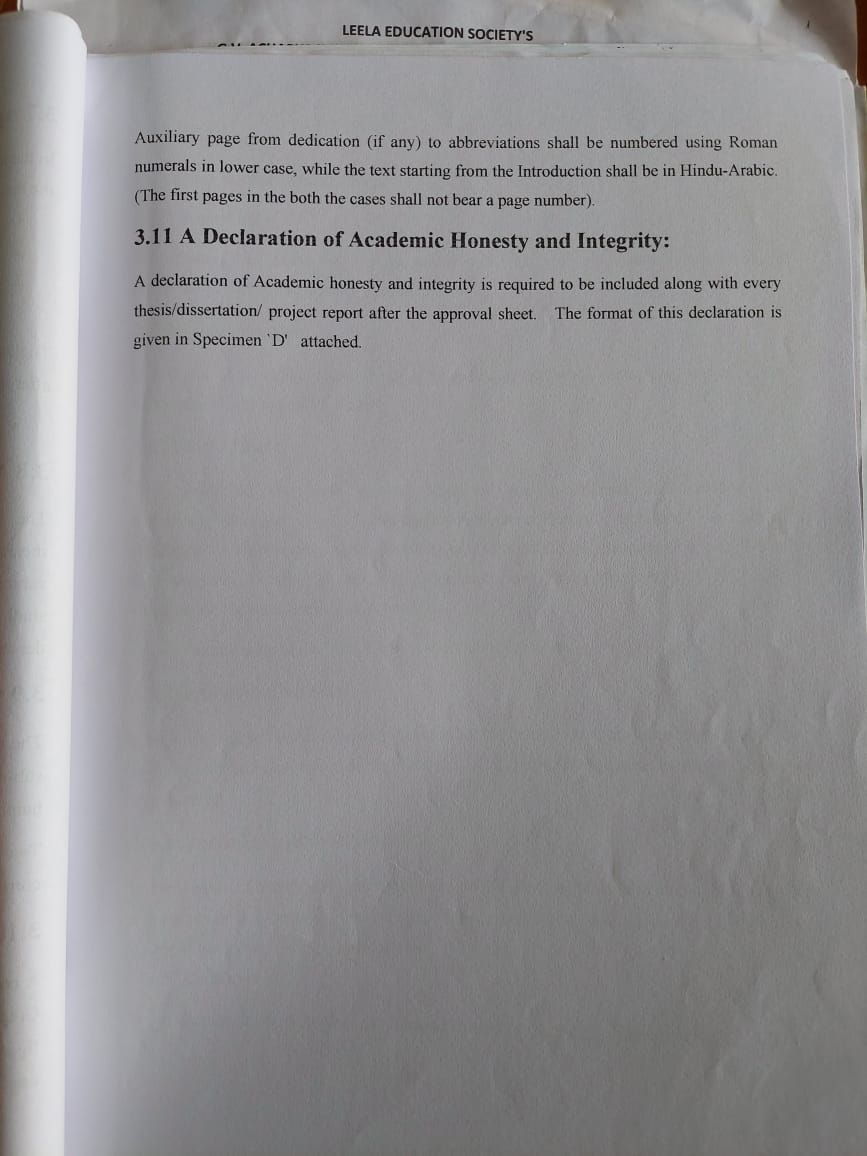 LEELA EDUCATION SOCIETY'S
Auxiliary page from dedication (if any) to abbreviations shall be numbered using Roman
numerals in lower case, while the text starting from the Introduction shall be in Hindu-Arabic.
(The first pages in the both the cases shall not bear a page number).
3.11 A Declaration of Academic Honesty and Integrity:
A declaration of Academic honesty and integrity is required to be included along with every
thesis/dissertation/ project report after the approval sheet. The format of this declaration is
given in Specimen `D' attached.